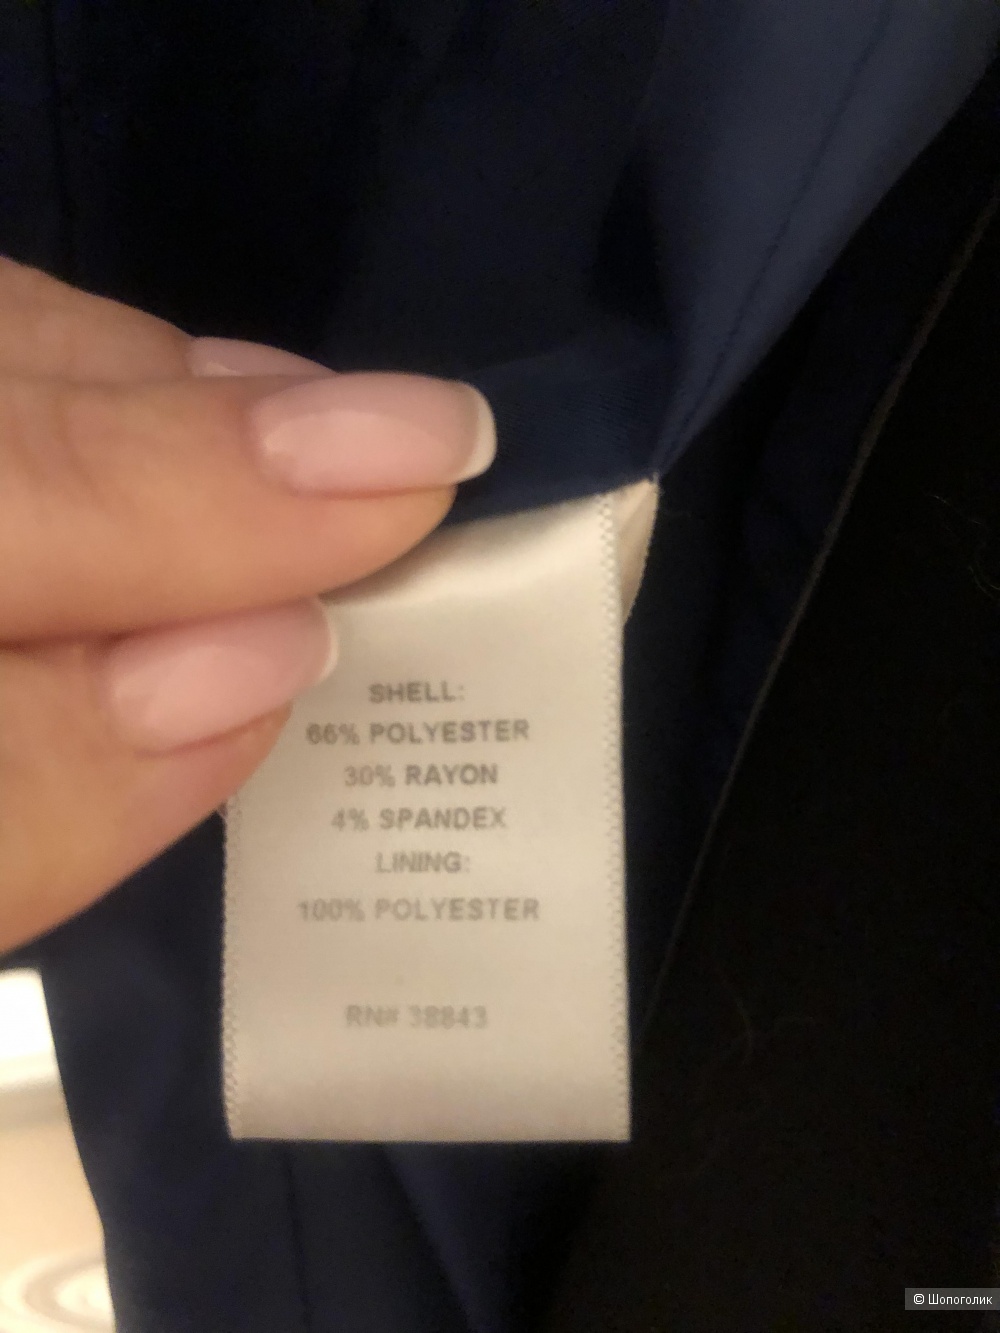 SHELL:
66% POLYESTER
30% RAYON
4% SPANDEX
LINING:
100% POLYESTER
RN# 38843
© Шопоголик